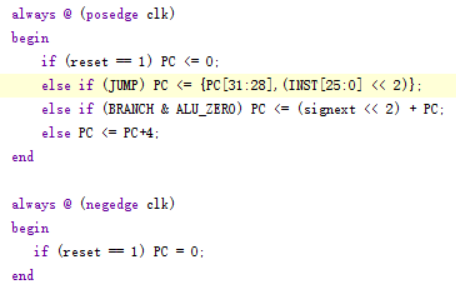 always @ (posedge clk)
begin
if (reset == 1) PC <= 0;
else if (JUMP) PC <= {PC[31:28],(INST[25:0] << 2)};
else if (BRANCH & ALU_ZERO) PC <= (signext << 2) + PC;
else PC <= PC+4;
end
always @ (negedge clk)
begin
if (reset == 1) PC = 0;
end